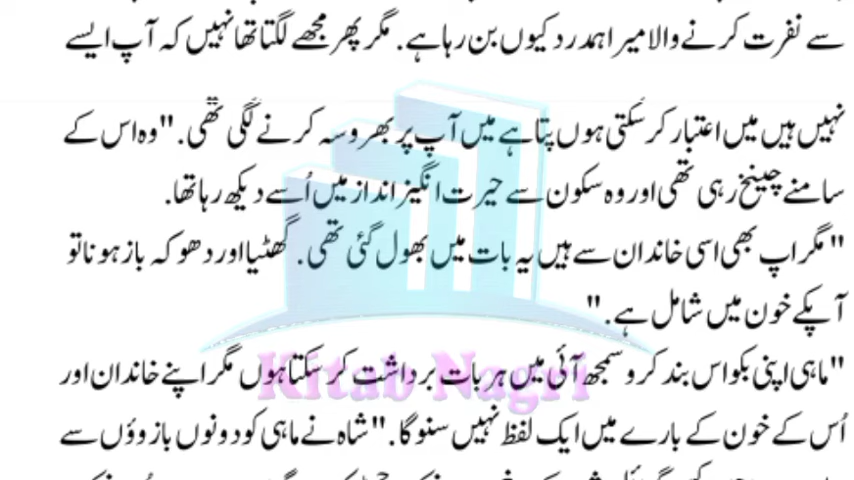 سے نفرت کرنے والا میرا ہمدرد کیوں بن رہا ہے. مگر پھر مجھے لگتا تھا نہیں کہ آپ ایسے
نہیں ہیں میں اعتبار کر سکتی ہوں پتا ہے میں آپ پر بھروسہ کرنے لگی تھی. "وہ اس کے
سامنے چینخ رہی تھی اور وہ سکون سے حیرت انگیز انداز میں اُسے دیکھ رہا تھا.
"مگر اپ بھی اسی خاندان سے ہیں یہ بات میں بھول گئی تھی. گھٹیا اور دھوکہ باز ہونا تو
آپکے خون میں شامل ہے. "
"ماہی اپنی بکواس بند کرو سمجھ آئی میں ہر بات برداشت کر سکتا ہوں مگر اپنے خاندان اور
Kitab Nagri
اُس کے خون کے بارے میں ایک لفظ نہیں سنو گا. "شاہ نے ماہی کو دونوں بازوؤں سے